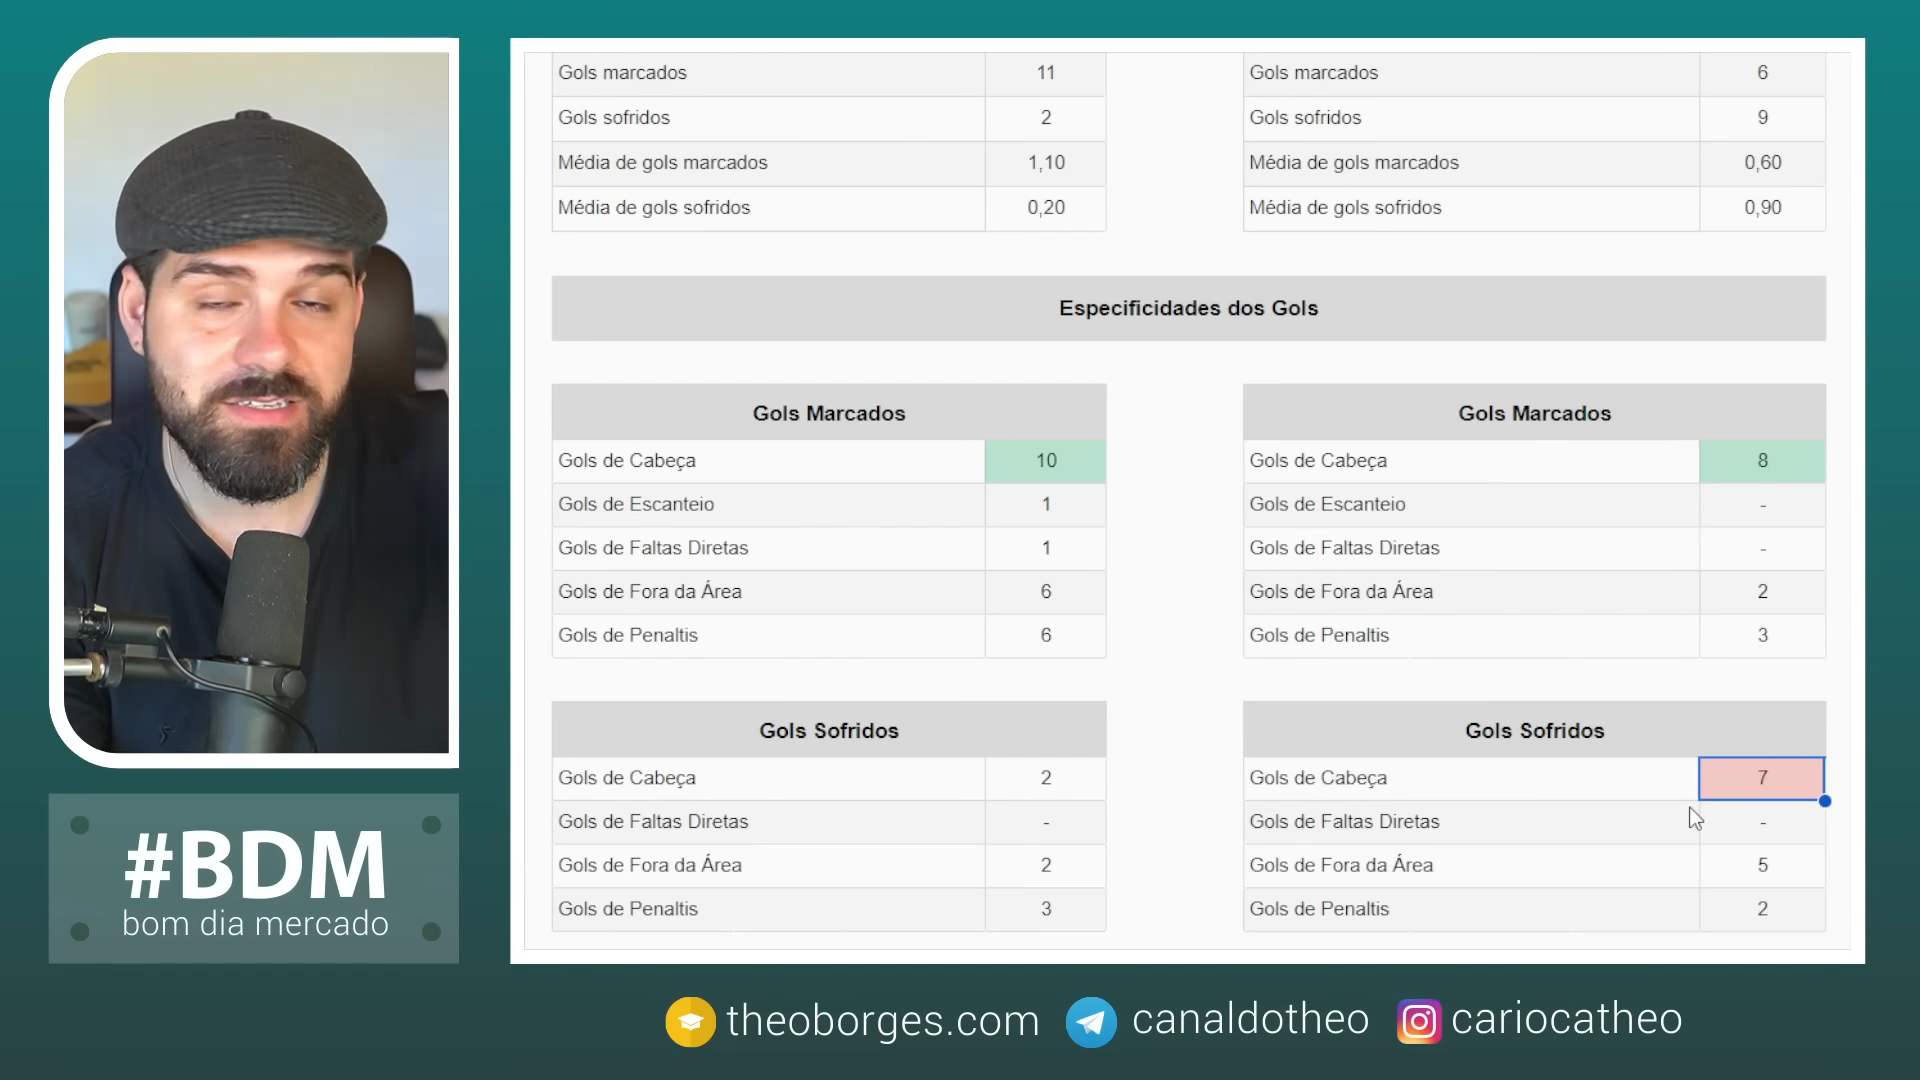 Gols marcados 11 Gols marcados 6
Gols sofridos 2 Gols sofridos 9
Média de gols marcados 1,10 Média de gols marcados 0,60
Média de gols sofridos 0,20 Média de gols sofridos 0,90
Especificidades dos Gols
Gols Marcados Gols Marcados
Gols de Cabeça 10 Gols de Cabeça 8
Gols de Escanteio 1 Gols de Escanteio -
Gols de Faltas Diretas 1 Gols de Faltas Diretas -
Gols de Fora da Área 6 Gols de Fora da Área 2
Gols de Penaltis 6 Gols de Penaltis 3
Gols Sofridos Gols Sofridos
Gols de Cabeça 2 Gols de Cabeça 7
Gols de Faltas Diretas - Gols de Faltas Diretas -
Gols de Fora da Área 2 Gols de Fora da Área 5
Gols de Penaltis 3 Gols de Penaltis 2
#BDM
bom dia mercado
theoborges.com canaldotheo cariocatheo